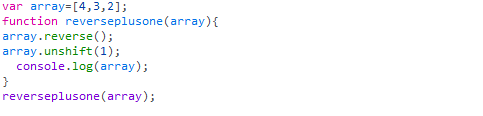 var array=[4,3,2];
function reverseplusone(array){
array.reverse();
array.unshift(1);
  console.log(array);
}
reverseplusone(array);